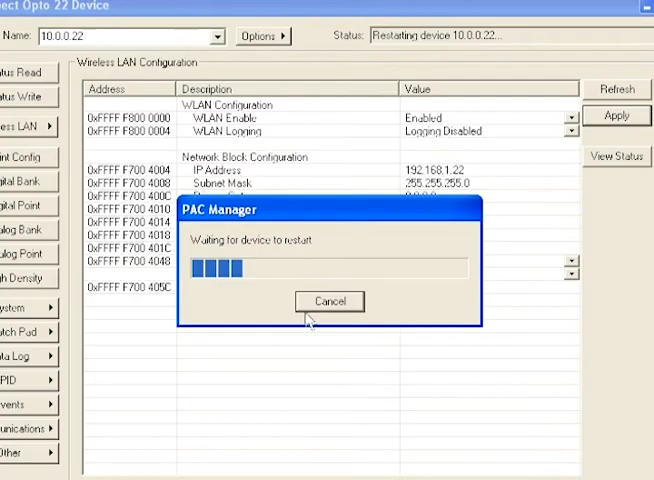 pect Opto 22 Device
Name: 10.0.0.22 Options Status: Restarting device 10.0.0.22...
Wireless LAN Configuration
tatus Read
tatus Write
ess LAN
int Config
gital Bank
gital Point
alog Bank
alog Point
gh Density
ystem
atch Pad
ata Log
PID
vents
unications
Other
Address Description Value
WLAN Configuration
0xFFFF F800 0000 WLAN Enable Enabled
0xFFFF F800 0004 WLAN Logging Logging Disabled
Network Block Configuration
0xFFFF F700 4004 IP Address 192.168.1.22
0xFFFF F700 4008 Subnet Mask 255.255.255.0
0xFFFF F700 400C
0xFFFF F700 4010
0xFFFF F700 4014
0xFFFF F700 4018
0xFFFF F700 401C
0xFFFF F700 4048
0xFFFF F700 405C
Refresh
Apply
View Status
PAC Manager
Waiting for device to restart
Cancel